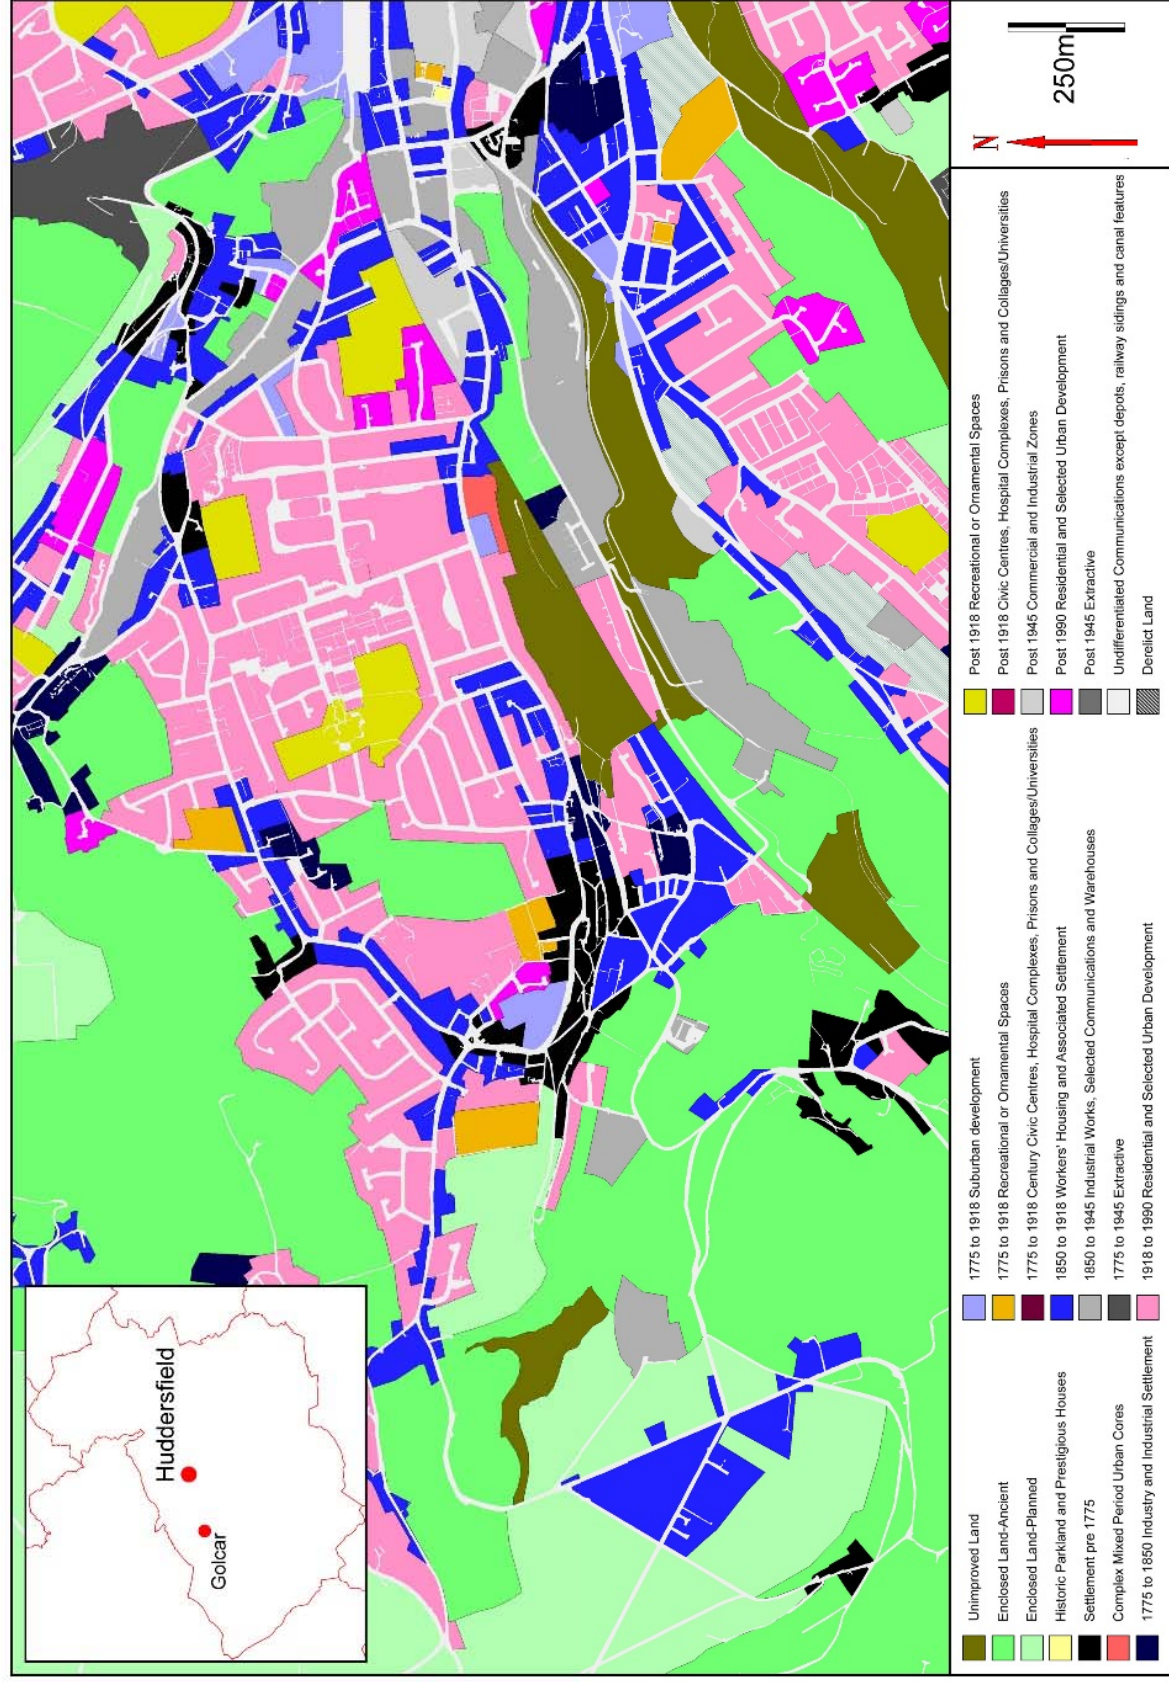 Huddersfield
Golcar
Unimproved Land
Enclosed Land-Ancient
Enclosed Land-Planned
Historic Parkland and Prestigious Houses
Settlement pre 1775
Complex Mixed Period Urban Cores
1775 to 1850 Industry and Industrial Settlement
1775 to 1918 Suburban development
1775 to 1918 Recreational or Ornamental Spaces
1775 to 1918 Century Civic Centres, Hospital Complexes, Prisons and Collages/Universities
1850 to 1918 Workers' Housing and Associated Settlement
1850 to 1945 Industrial Works, Selected Communications and Warehouses
1775 to 1945 Extractive
1918 to 1990 Residential and Selected Urban Development
Post 1918 Recreational or Ornamental Spaces
Post 1918 Civic Centres, Hospital Complexes, Prisons and Collages/Universities
Post 1945 Commercial and Industrial Zones
Post 1990 Residential and Selected Urban Development
Post 1945 Extractive
Undifferentiated Communications except depots, railway sidings and canal features
Derelict Land
N
250m